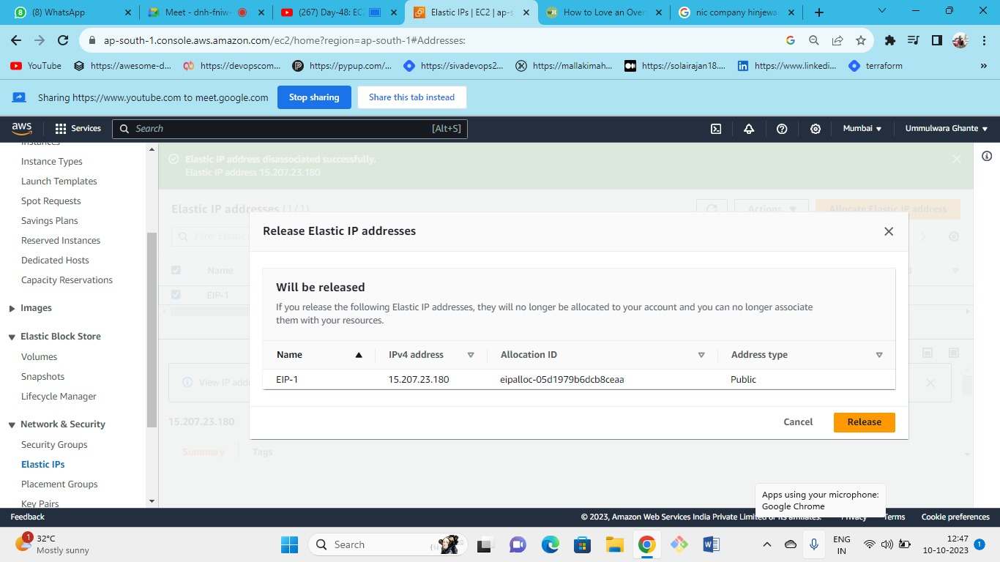 (8) WhatsApp
Meet - dnh-fniw-
(267) Day-48: EC
Elastic IPs | EC2 | ap-s
How to Love an Over
nic company hinjewa
ap-south-1.console.aws.amazon.com/ec2/home?region=ap-south-1#Addresses:
YouTube
https://awesome-d...
https://devopscom...
https://pypup.com/...
https://sivadevops2...
https://mallakimah...
https://solairajan18....
https://www.linkedi...
terraform
Sharing https://www.youtube.com to meet.google.com
Stop sharing
Share this tab instead
aws
Services
Search
[Alt+S]
Mumbai
Ummulwara Ghante
Instances
Instance Types
Launch Templates
Spot Requests
Savings Plans
Reserved Instances
Dedicated Hosts
Capacity Reservations
Images
Elastic Block Store
Volumes
Snapshots
Lifecycle Manager
Network & Security
Security Groups
Elastic IPs
Placement Groups
Key Pairs
Elastic IP address disassociated successfully.
Elastic IP address 15.207.23.180
Elastic IP addresses (1/1)
Actions
Allocate Elastic IP address
Filter Elastic
Name
EIP-1
View IP addr
15.207.23.180
Summary
Tags
Release Elastic IP addresses
Will be released
If you release the following Elastic IP addresses, they will no longer be allocated to your account and you can no longer associate
them with your resources.
Name
IPv4 address
Allocation ID
Address type
EIP-1
15.207.23.180
eipalloc-05d1979b6dcb8ceaa
Public
Cancel
Release
Apps using your microphone:
Google Chrome
Feedback
© 2023, Amazon Web Services India Private Limited or its affiliates.
Privacy
Terms
Cookie preferences
1
32°C
Mostly sunny
Search
ENG
IN
12:47
10-10-2023
1